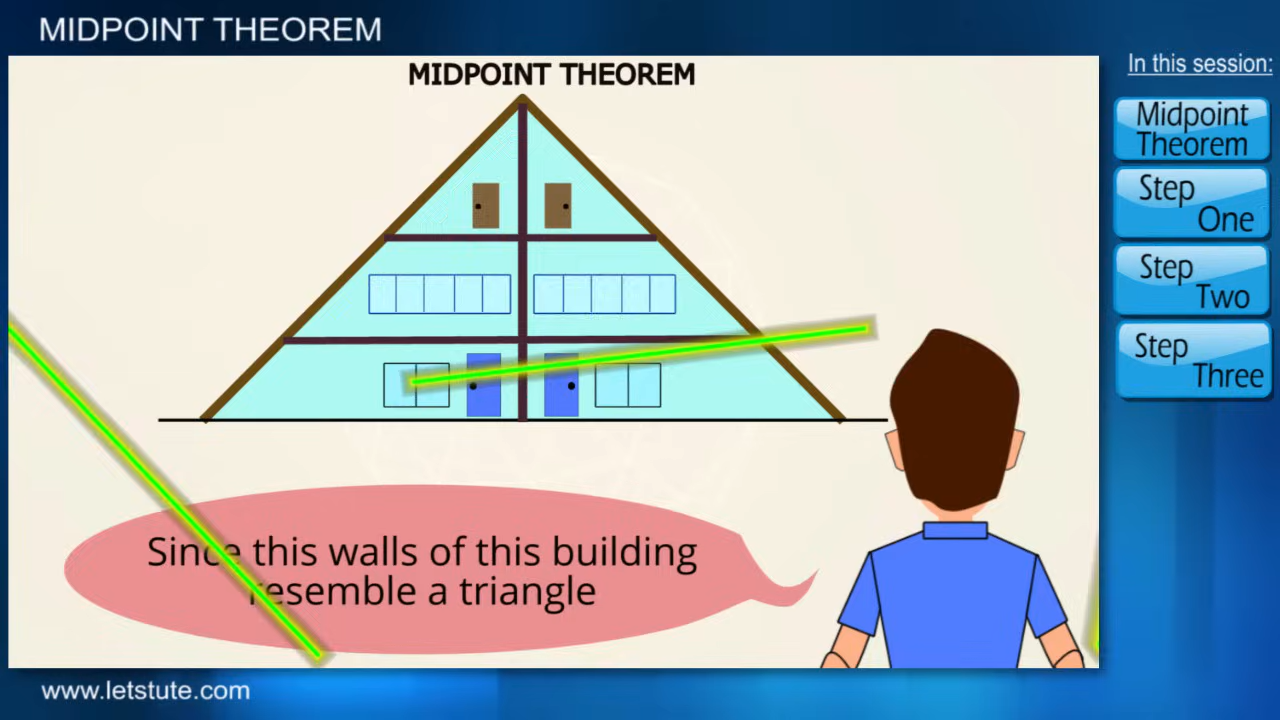 MIDPOINT THEOREM
MIDPOINT THEOREM
In this session:
Midpoint
Theorem
Step
One
Step
Two
Step
Three
Since this walls of this building
resemble a triangle
www.letstute.com